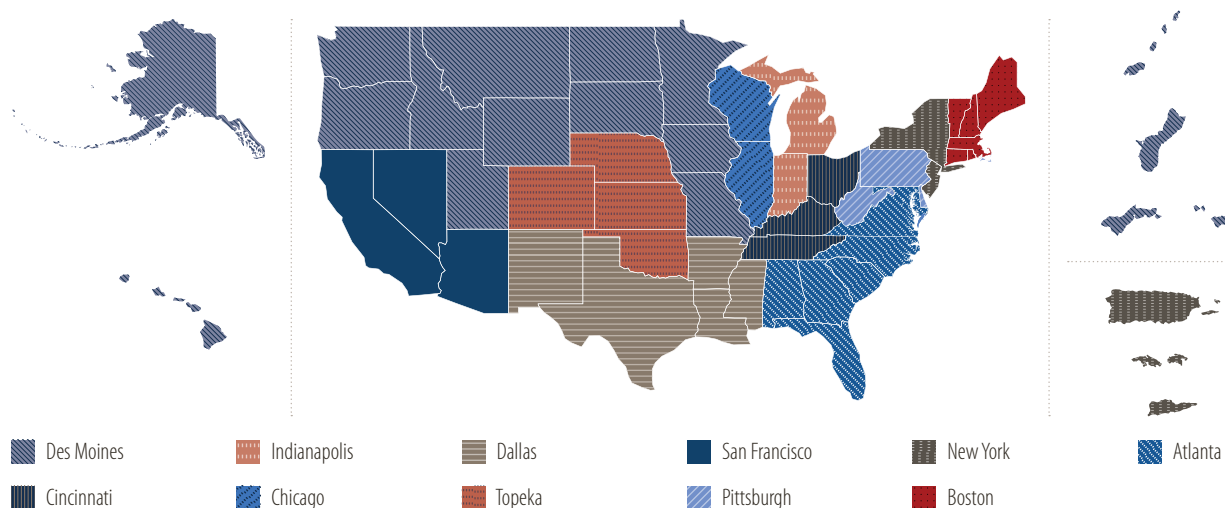 Des Moines Indianapolis Dallas San Francisco New York Atlanta
Cincinnati Chicago Topeka Pittsburgh Boston